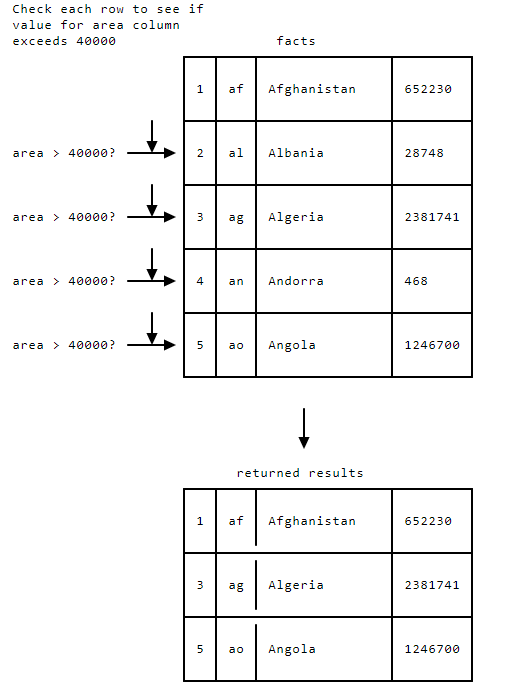 Check each row to see if
value for area column
exceeds 40000
facts
1 af Afghanistan 652230
area > 40000? 2 al Albania 28748
area > 40000? 3 ag Algeria 2381741
area > 40000? 4 an Andorra 468
area > 40000? 5 ao Angola 1246700
returned results
1 af Afghanistan 652230
3 ag Algeria 2381741
5 ao Angola 1246700